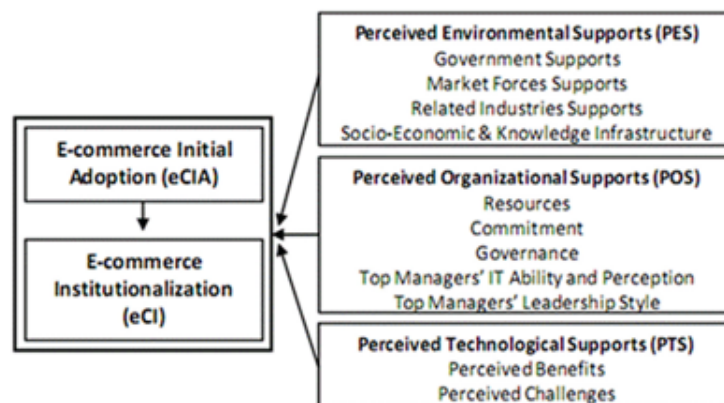 E-commerce Initial
Adoption (eCIA)
E-commerce
Institutionalization
(eCI)
Perceived Environmental Supports (PES)
Government Supports
Market Forces Supports
Related Industries Supports
Socio-Economic & Knowledge Infrastructure
Perceived Organizational Supports (POS)
Resources
Commitment
Governance
Top Managers' IT Ability and Perception
Top Managers' Leadership Style
Perceived Technological Supports (PTS)
Perceived Benefits
Perceived Challenges